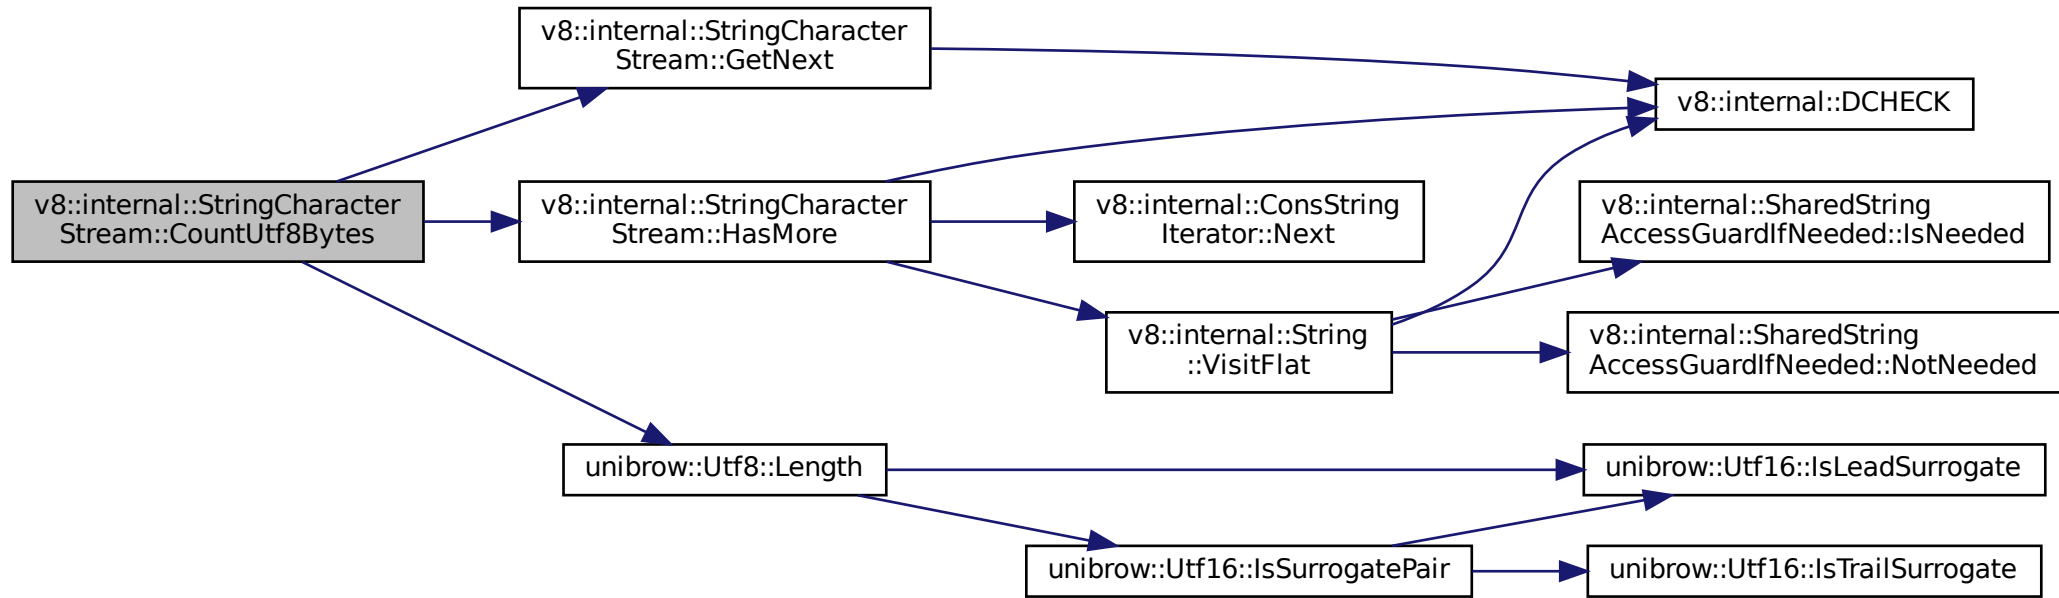 v8::internal::StringCharacter
Stream::CountUtf8Bytes
v8::internal::StringCharacter
Stream::GetNext
v8::internal::DCHECK
v8::internal::StringCharacter
Stream::HasMore
v8::internal::ConsString
Iterator::Next
v8::internal::String
::VisitFlat
v8::internal::SharedString
AccessGuardIfNeeded::IsNeeded
v8::internal::SharedString
AccessGuardIfNeeded::NotNeeded
unibrow::Utf8::Length
unibrow::Utf16::IsLeadSurrogate
unibrow::Utf16::IsSurrogatePair
unibrow::Utf16::IsTrailSurrogate